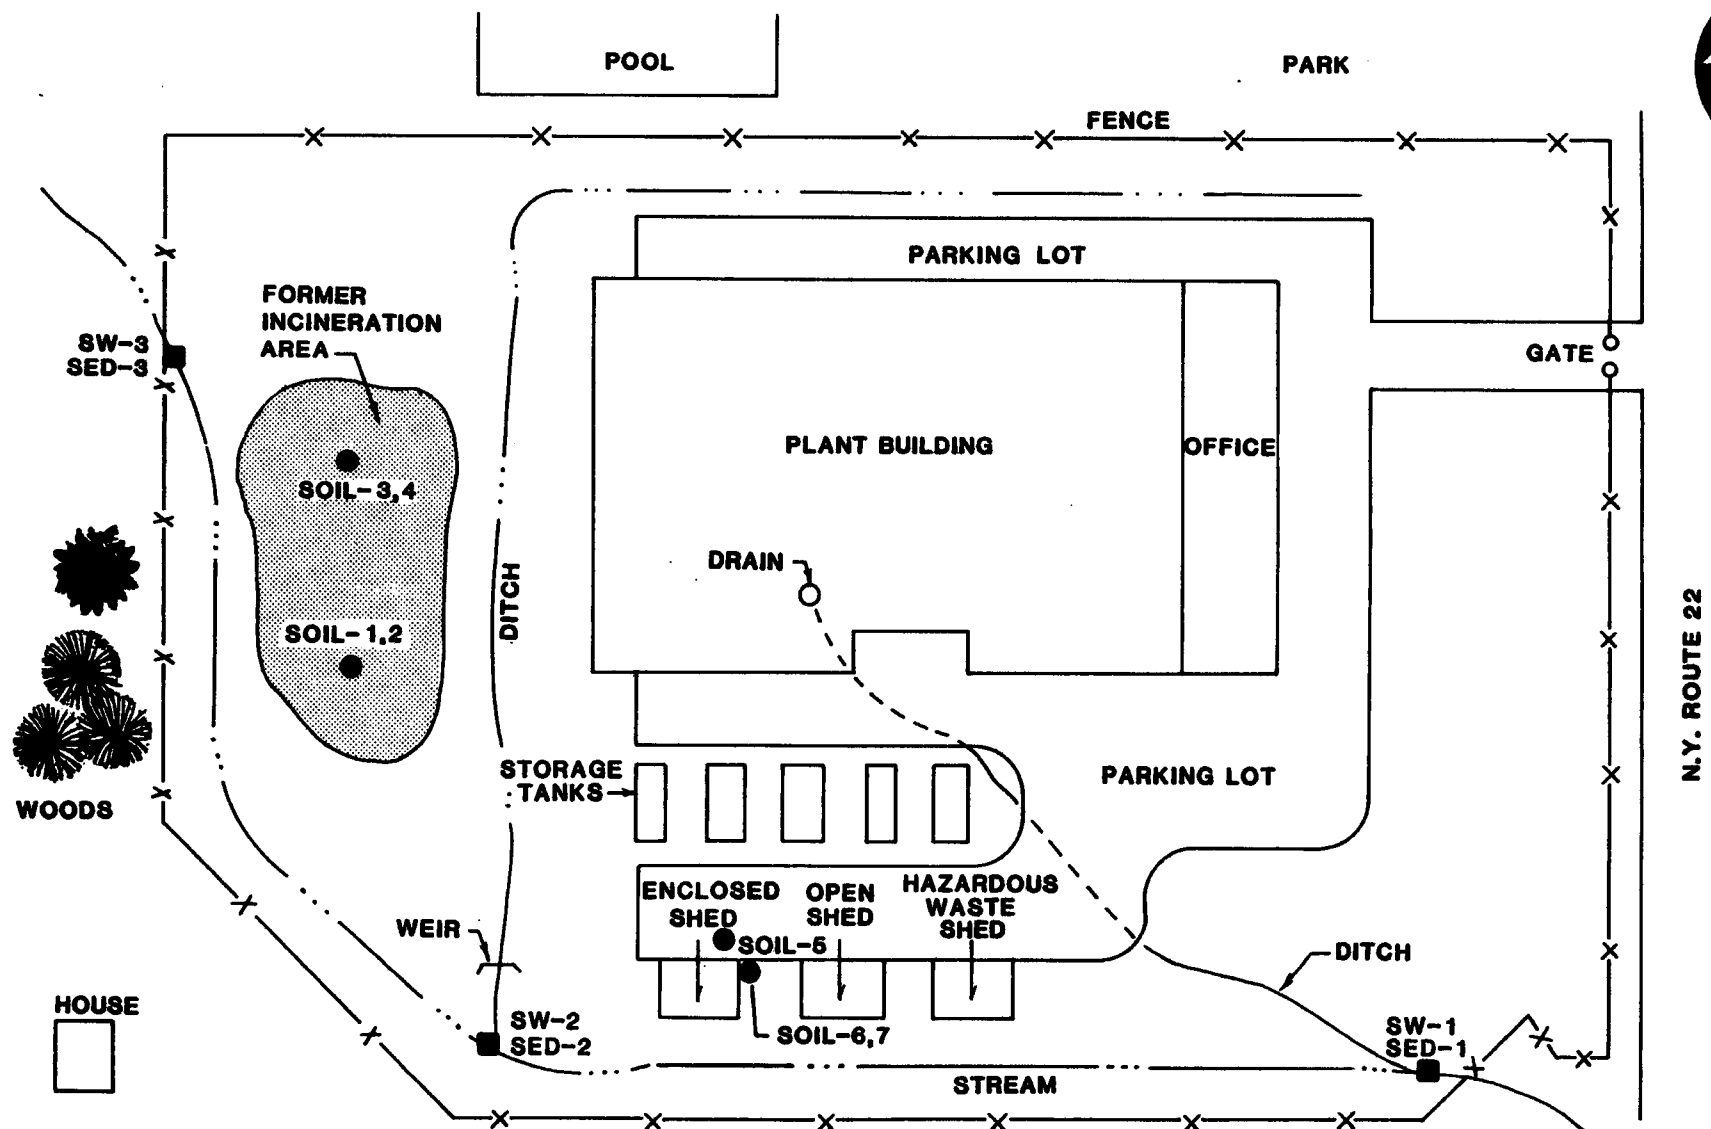 POOL
PARK
FENCE
PARKING LOT
FORMER
INCINERATION
AREA
SW-3
SED-3
GATE
PLANT BUILDING
OFFICE
SOIL-3,4
DRAIN
DITCH
SOIL-1,2
N.Y. ROUTE 22
STORAGE
TANKS
PARKING LOT
WOODS
ENCLOSED
SHED
OPEN
SHED
HAZARDOUS
WASTE
SHED
WEIR
SOIL-5
DITCH
HOUSE
SW-2
SED-2
SOIL-6,7
SW-1
SED-1
STREAM